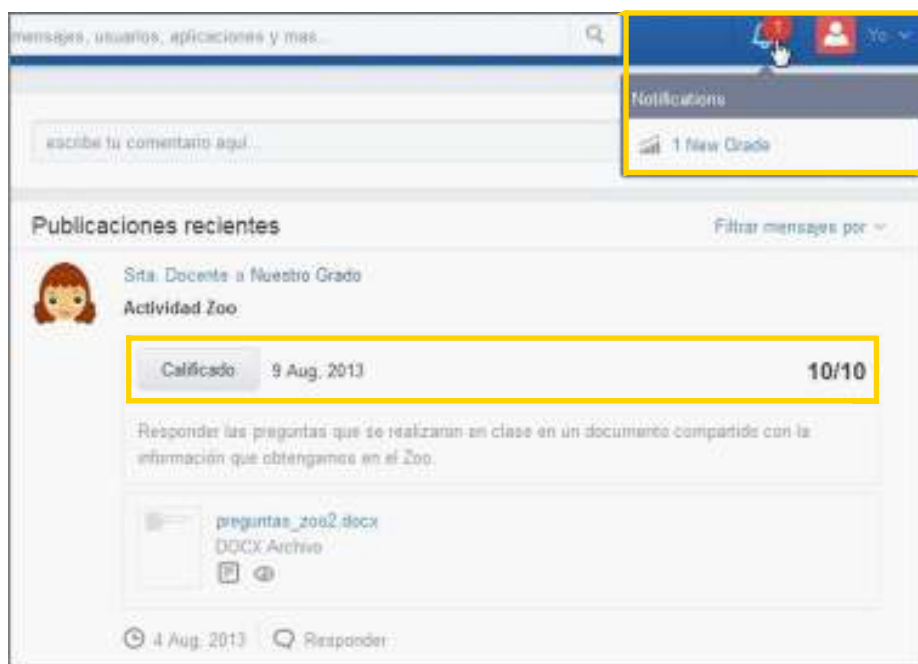 mensajes, usuarios, aplicaciones y mas...
1
Yo
Notifications
1 New Grade
escribe tu comentario aquí...
Publicaciones recientes
Filtrar mensajes por
Srta. Docente a Nuestro Grado
Actividad Zoo
Calificado 9 Aug, 2013 10/10
Responder las preguntas que se realizaran en clase en un documento compartido con la
información que obtengamos en el Zoo.
preguntas_zoo2.docx
DOCX Archivo
4 Aug, 2013 Responder